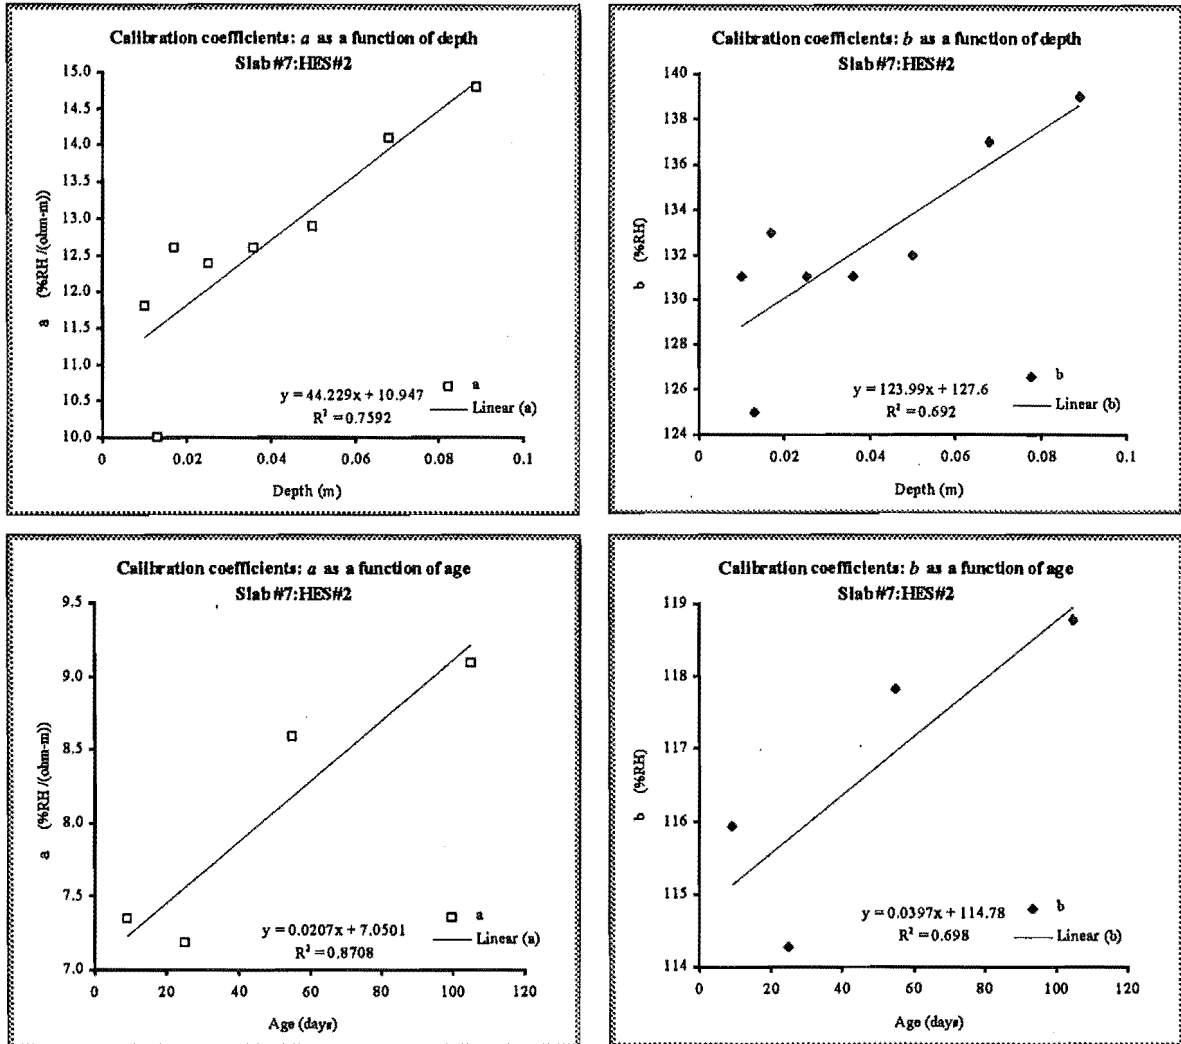 Calibration coefficients: a as a function of depth
Slab #7:HES#2
15.0
14.5
14.0
13.5
13.0
12.5
12.0
11.5
11.0
10.5
10.0
a (%RH /(ohm-m))
0
0.02
0.04
0.06
0.08
0.1
Depth (m)
y = 44.229x + 10.947
R² = 0.7592
a
Linear (a)
Calibration coefficients: b as a function of depth
Slab #7:HES#2
140
138
136
134
132
130
128
126
124
b (%RH)
0
0.02
0.04
0.06
0.08
0.1
Depth (m)
y = 123.99x + 127.6
R² = 0.692
b
Linear (b)
Calibration coefficients: a as a function of age
Slab #7:HES#2
9.5
9.0
8.5
8.0
7.5
7.0
a (%RH /(ohm-m))
0
20
40
60
80
100
120
Age (days)
y = 0.0207x + 7.0501
R² = 0.8708
a
Linear (a)
Calibration coefficients: b as a function of age
Slab #7:HES#2
119
118
117
116
115
114
b (%RH)
0
20
40
60
80
100
120
Age (days)
y = 0.0397x + 114.78
R² = 0.698
b
Linear (b)